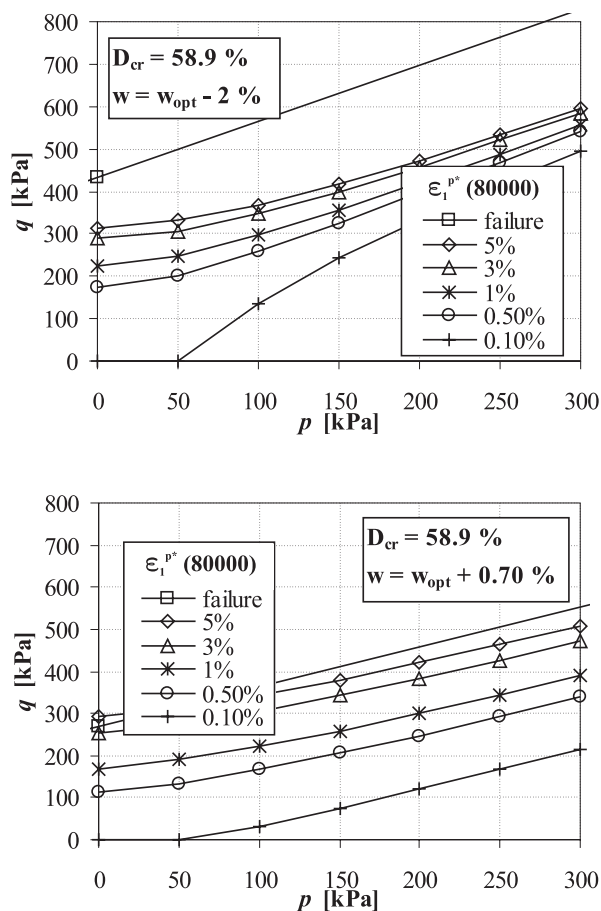 800
700
600
500
400
300
200
100
0
q [kPa]
D_cr = 58.9 %
w = w_opt - 2 %
ε_1^p* (80000)
failure
5%
3%
1%
0.50%
0.10%
0 50 100 150 200 250 300
p [kPa]
800
700
600
500
400
300
200
100
0
q [kPa]
ε_1^p* (80000)
failure
5%
3%
1%
0.50%
0.10%
D_cr = 58.9 %
w = w_opt + 0.70 %
0 50 100 150 200 250 300
p [kPa]